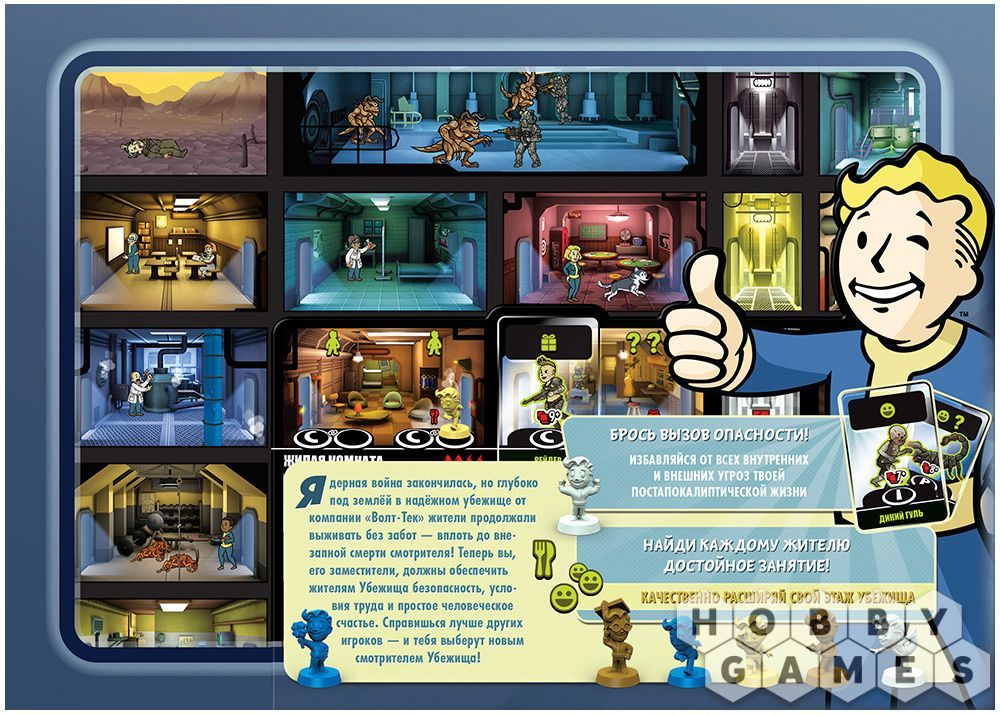 ™
9
ЖИЛАЯ КОМНАТА
РЕЙДЕР
C
C
C
БРОСЬ ВЫЗОВ ОПАСНОСТИ!
ИЗБАВЛЯЙСЯ ОТ ВСЕХ ВНУТРЕННИХ
И ВНЕШНИХ УГРОЗ ТВОЕЙ
ПОСТАПОКАЛИПТИЧЕСКОЙ ЖИЗНИ
?
I
P
ДИКИЙ ГУЛЬ
Ядерная война закончилась, но глубоко
под землёй в надёжном убежище от
компании «Волт-Тек» жители продолжали
выживать без забот — вплоть до вне-
запной смерти смотрителя! Теперь вы,
его заместители, должны обеспечить
жителям Убежища безопасность, усло-
вия труда и простое человеческое
счастье. Справишься лучше других
игроков — и тебя выберут новым
смотрителем Убежища!
НАЙДИ КАЖДОМУ ЖИТЕЛЮ
ДОСТОЙНОЕ ЗАНЯТИЕ!
КАЧЕСТВЕННО РАСШИРЯЙ СВОЙ ЭТАЖ УБЕЖИЩА
HOBBY
GAMES